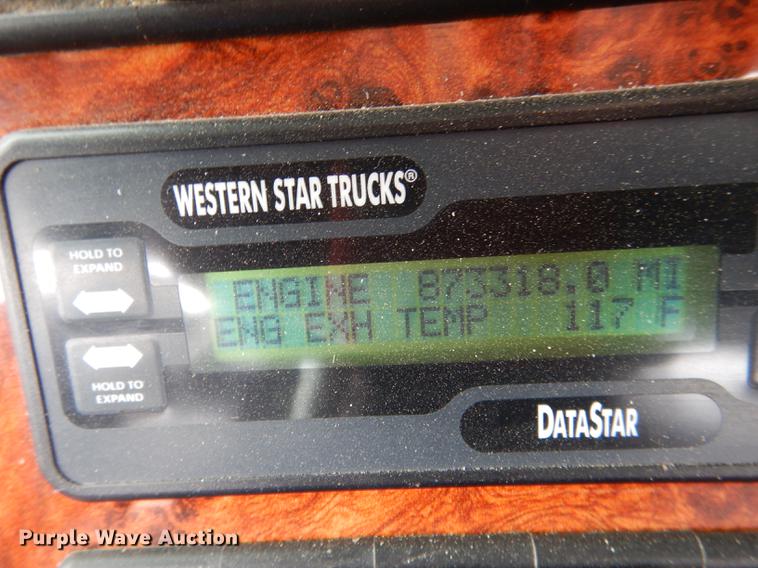 WESTERN STAR TRUCKS®
HOLD TO
EXPAND
ENGINE 873318.0 MI
ENG EXH TEMP 117 F
HOLD TO
EXPAND
DATASTAR
Purple Wave Auction